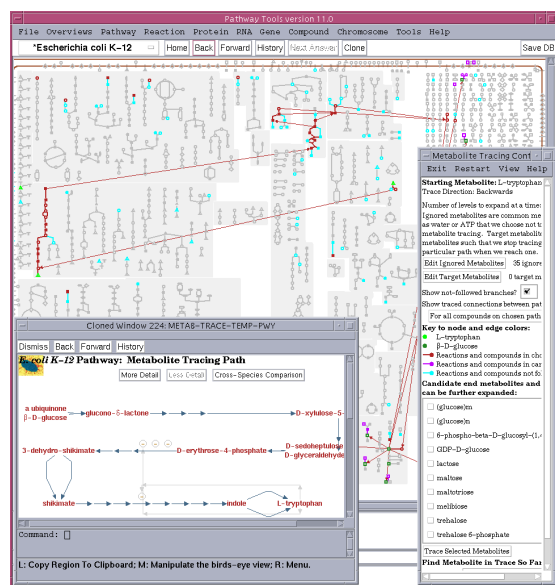 Pathway Tools version 11.0
File Overviews Pathway Reaction Protein RNA Gene Compound Chromosome Tools Help
*Escherichia coli K-12 Home Back Forward History Next Answer Clone Save DB
Metabolite Tracing Cont
Exit Restart View Help
Starting Metabolite: L-tryptophan
Trace Direction: Backwards
Number of levels to expand at a time:
Ignored metabolites are common me
as water or ATP that we choose not t
metabolite tracing. Target metabolit
metabolites such that we stop tracing
particular path when we reach one.
Edit Ignored Metabolites 35 ignore
Edit Target Metabolites 0 target m
Show not-followed branches?
Show traced connections between pat
For all compounds on chosen path
Key to node and edge colors:
L-tryptophan
β-D-glucose
Reactions and compounds in cho
Reactions and compounds in can
Reactions and compounds not fo
Candidate end metabolites and
can be further expanded:
(glucose)m
(glucose)n
6-phospho-beta-D-glucosyl-(1,4
GDP-D-glucose
lactose
maltose
maltotriose
melibiose
trehalose
trehalose 6-phosphate
Trace Selected Metabolites
Find Metabolite in Trace So Far
Cloned Window 224: META8-TRACE-TEMP-PWY
Dismiss Back Forward History
E. coli K-12 Pathway: Metabolite Tracing Path
More Detail Less Detail Cross-Species Comparison
a ubiquinone
β-D-glucose glucono-δ-lactone D-xylulose-5-
3-dehydro-shikimate D-erythrose-4-phosphate D-sedoheptulose
D-glyceraldehyde
shikimate indole L-tryptophan
Command:
L: Copy Region To Clipboard; M: Manipulate the birds-eye view; R: Menu.